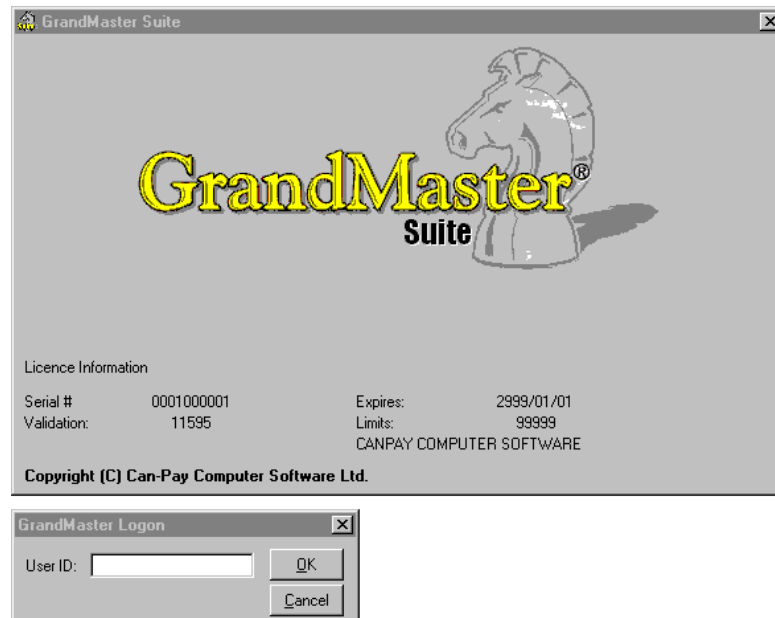 GrandMaster Suite
GrandMaster®
Suite
Licence Information
Serial # 0001000001 Expires: 2999/01/01
Validation: 11595 Limits: 99999
CANPAY COMPUTER SOFTWARE
Copyright (C) Can-Pay Computer Software Ltd.
GrandMaster Logon
User ID: OK
Cancel